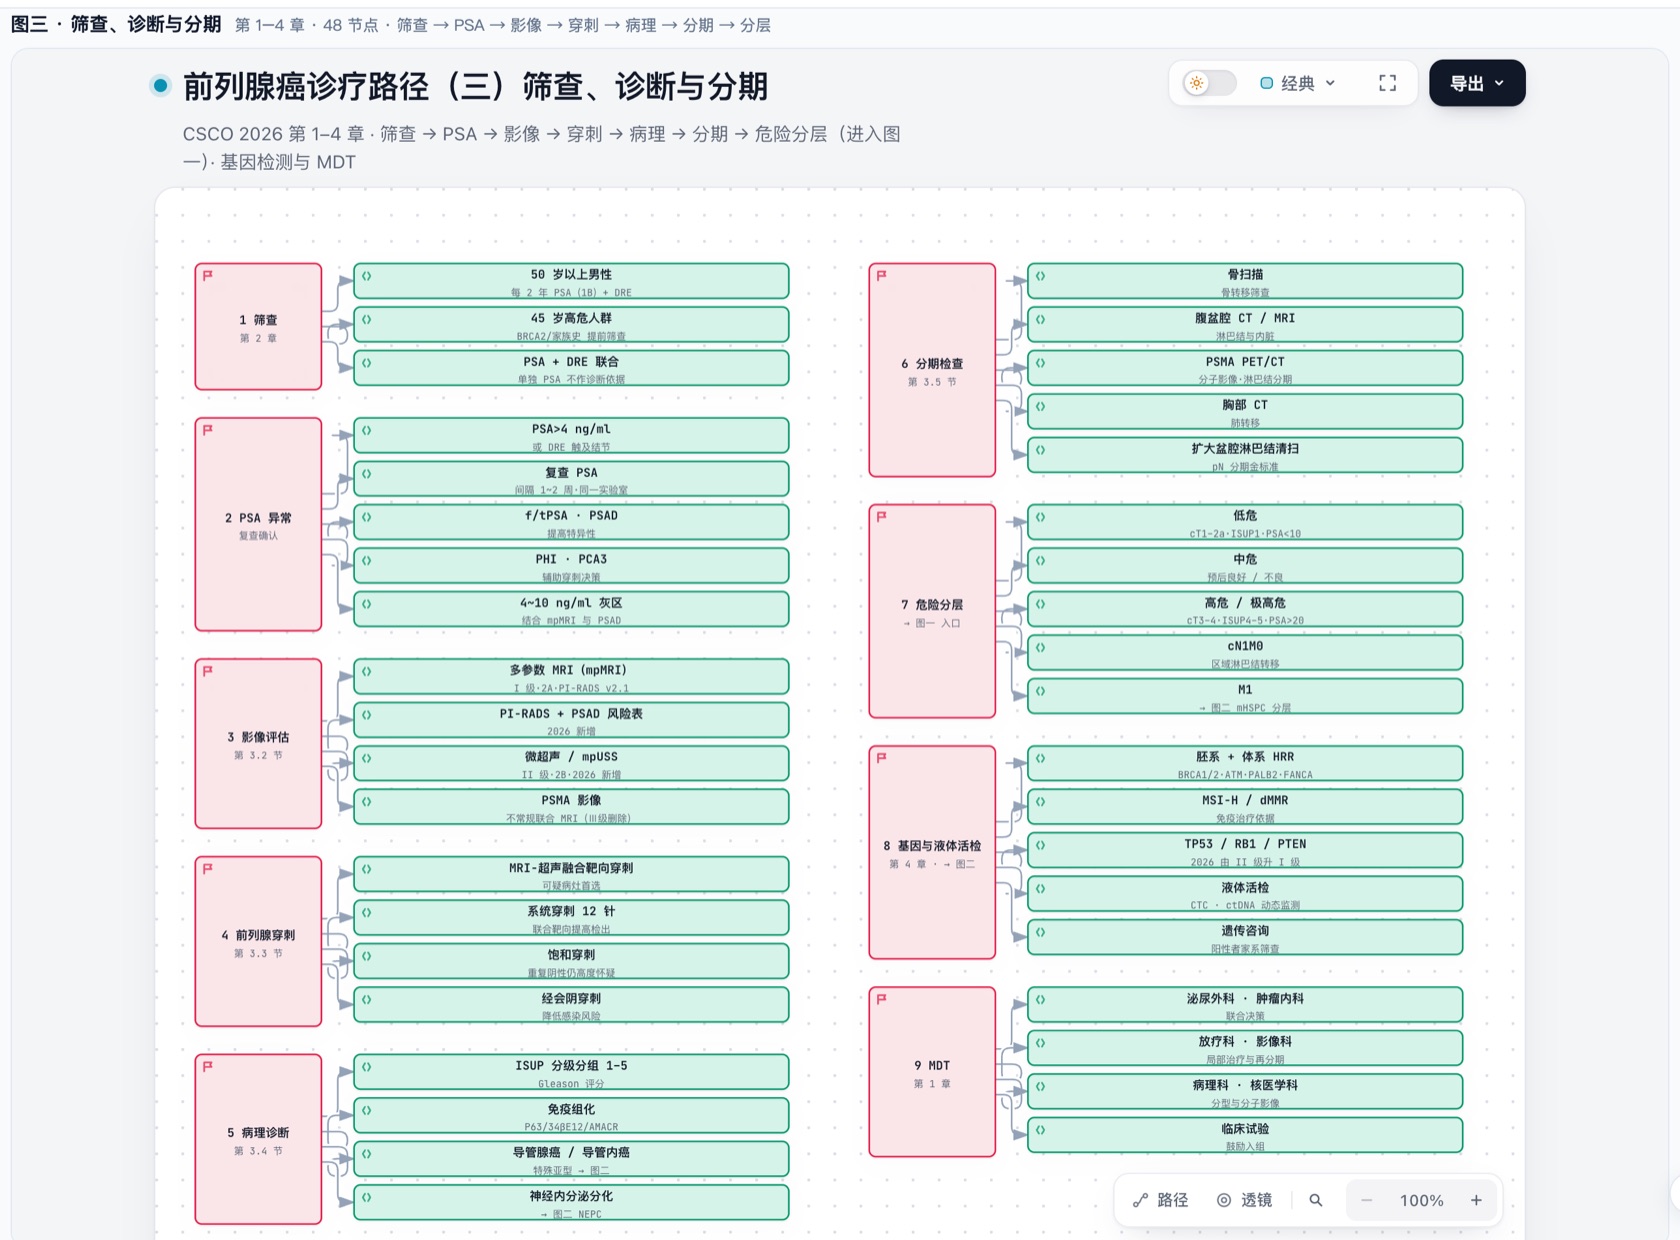 图三 · 筛查、诊断与分期 第 1—4 章 · 48 节点 · 筛查 → PSA → 影像 → 穿刺 → 病理 → 分期 → 分层
前列腺癌诊疗路径（三）筛查、诊断与分期
经典
导出
CSCO 2026 第 1–4 章 · 筛查 → PSA → 影像 → 穿刺 → 病理 → 分期 → 危险分层（进入图
一）· 基因检测与 MDT
1 筛查
第 2 章
50 岁以上男性
每 2 年 PSA（1B）+ DRE
45 岁高危人群
BRCA2/家族史 提前筛查
PSA + DRE 联合
单独 PSA 不作诊断依据
2 PSA 异常
复查确认
PSA>4 ng/ml
或 DRE 触及结节
复查 PSA
间隔 1~2 周·同一实验室
f/tPSA · PSAD
提高特异性
PHI · PCA3
辅助穿刺决策
4~10 ng/ml 灰区
结合 mpMRI 与 PSAD
3 影像评估
第 3.2 节
多参数 MRI（mpMRI）
I 级·2A·PI-RADS v2.1
PI-RADS + PSAD 风险表
2026 新增
微超声 / mpUSS
II 级·2B·2026 新增
PSMA 影像
不常规联合 MRI（Ⅲ级删除）
4 前列腺穿刺
第 3.3 节
MRI-超声融合靶向穿刺
可疑病灶首选
系统穿刺 12 针
联合靶向提高检出
饱和穿刺
重复阴性仍高度怀疑
经会阴穿刺
降低感染风险
5 病理诊断
第 3.4 节
ISUP 分级分组 1-5
Gleason 评分
免疫组化
P63/34βE12/AMACR
导管腺癌 / 导管内癌
特殊亚型 → 图二
神经内分泌分化
→ 图二 NEPC
6 分期检查
第 3.5 节
骨扫描
骨转移筛查
腹盆腔 CT / MRI
淋巴结与内脏
PSMA PET/CT
分子影像·淋巴结分期
胸部 CT
肺转移
扩大盆腔淋巴结清扫
pN 分期金标准
7 危险分层
→ 图一 入口
低危
cT1-2a·ISUP1·PSA<10
中危
预后良好 / 不良
高危 / 极高危
cT3-4·ISUP4-5·PSA>20
cN1M0
区域淋巴结转移
M1
→ 图二 mHSPC 分层
8 基因与液体活检
第 4 章 · → 图二
胚系 + 体系 HRR
BRCA1/2·ATM·PALB2·FANCA
MSI-H / dMMR
免疫治疗依据
TP53 / RB1 / PTEN
2026 由 II 级升 I 级
液体活检
CTC · ctDNA 动态监测
遗传咨询
阳性者家系筛查
9 MDT
第 1 章
泌尿外科 · 肿瘤内科
联合决策
放疗科 · 影像科
局部治疗与再分期
病理科 · 核医学科
分型与分子影像
临床试验
鼓励入组
路径 透镜 − 100% +